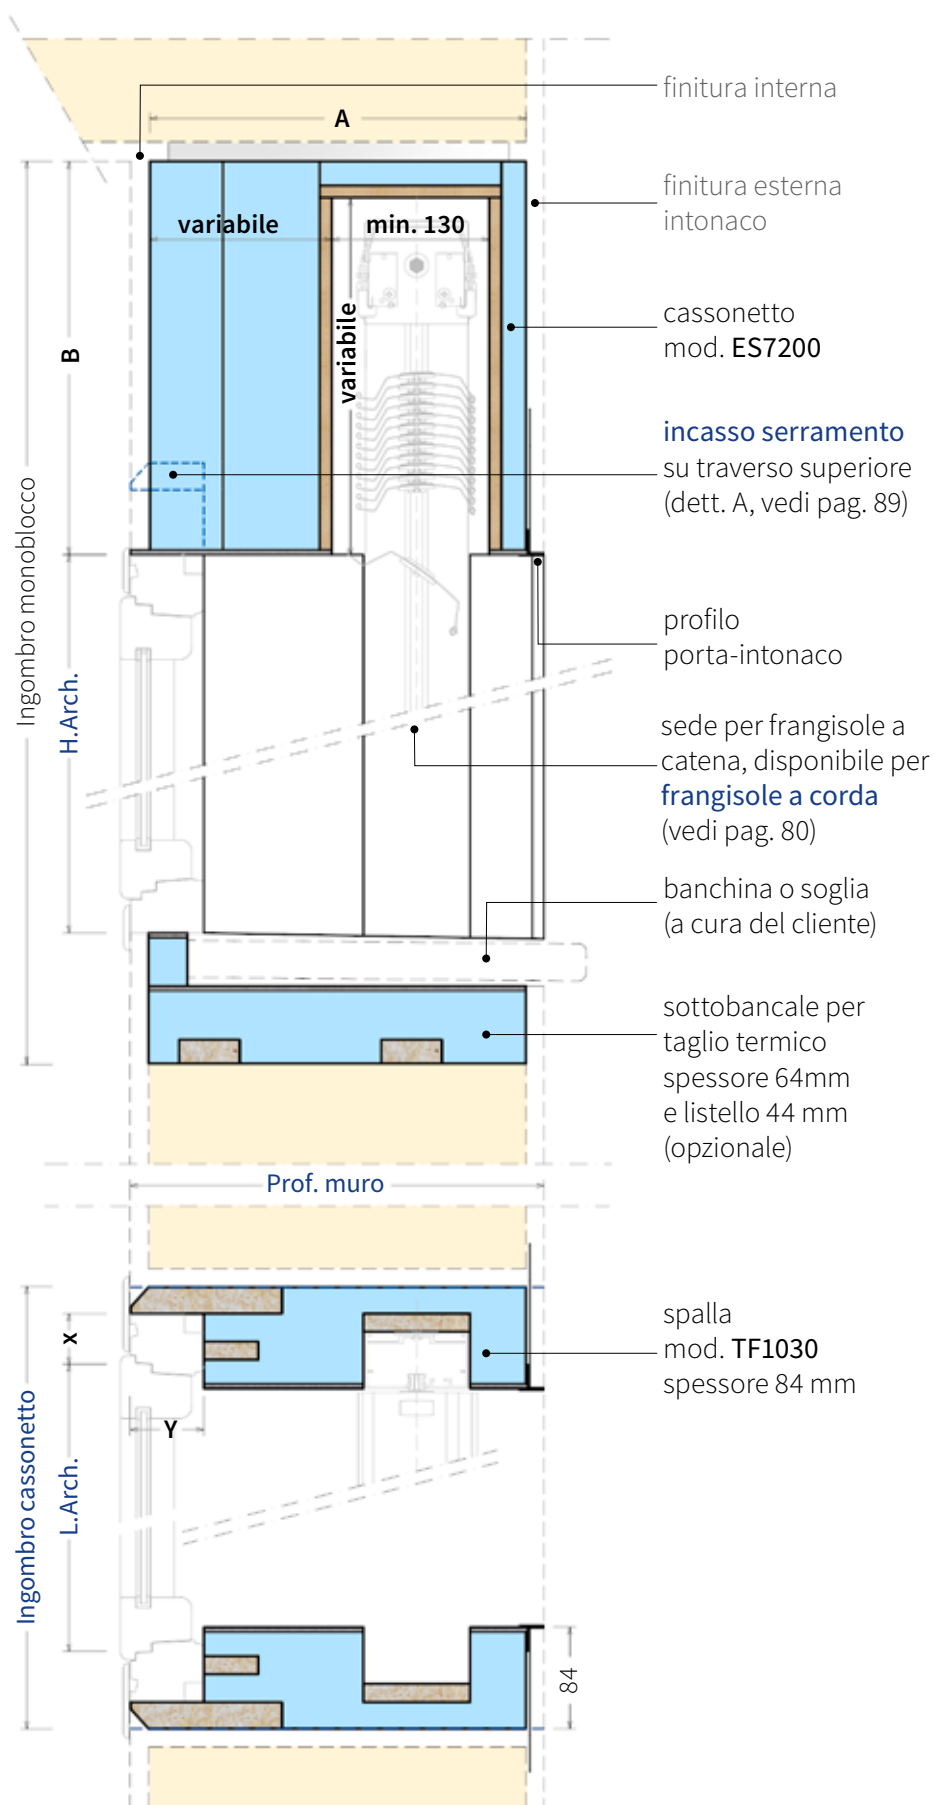 finitura interna
A
finitura esterna
intonaco
variabile
min. 130
variabile
cassonetto
mod. ES7200
B
incasso serramento
su traverso superiore
(dett. A, vedi pag. 89)
Ingombro monoblocco
H.Arch.
profilo
porta-intonaco
sede per frangisole a
catena, disponibile per
frangisole a corda
(vedi pag. 80)
banchina o soglia
(a cura del cliente)
sottobancale per
taglio termico
spessore 64mm
e listello 44 mm
(opzionale)
Prof. muro
spalla
mod. TF1030
spessore 84 mm
X
Y
Ingombro cassonetto
L.Arch.
84